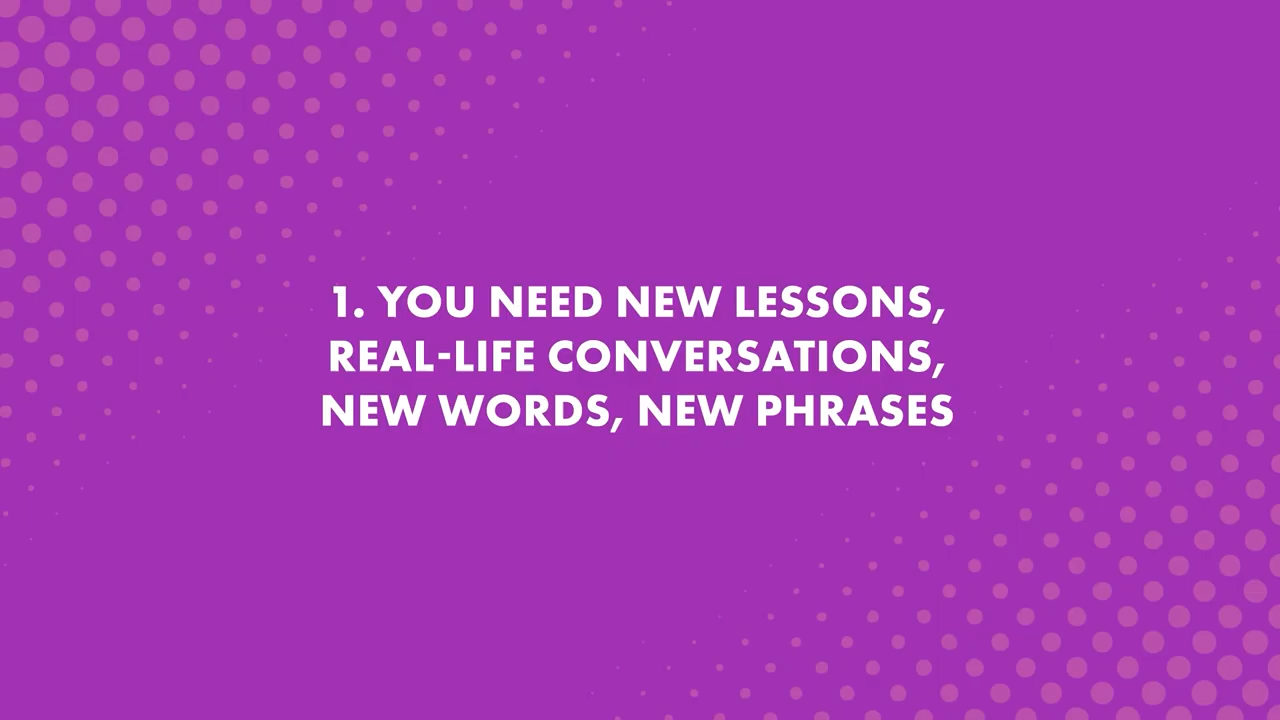 1. YOU NEED NEW LESSONS,
REAL-LIFE CONVERSATIONS,
NEW WORDS, NEW PHRASES